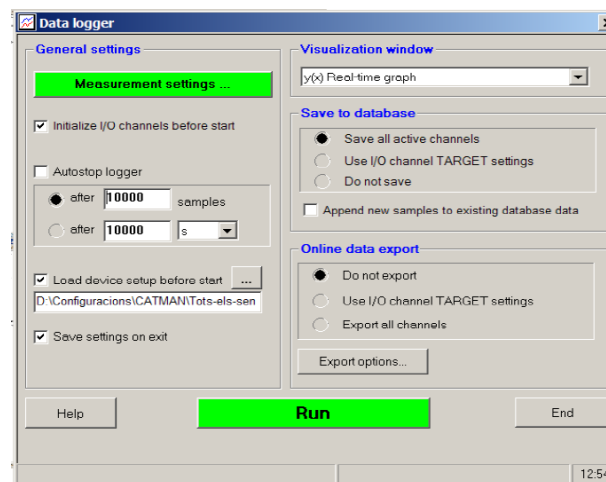 Data logger
General settings
Measurement settings ...
Initialize I/O channels before start
Autostop logger
after 10000 samples
after 10000 s
Load device setup before start ...
D:\Configuracions\CATMAN\Tots-els-sen
Save settings on exit
Visualization window
y(x) Real-time graph
Save to database
Save all active channels
Use I/O channel TARGET settings
Do not save
Append new samples to existing database data
Online data export
Do not export
Use I/O channel TARGET settings
Export all channels
Export options...
Help
Run
End
12:54